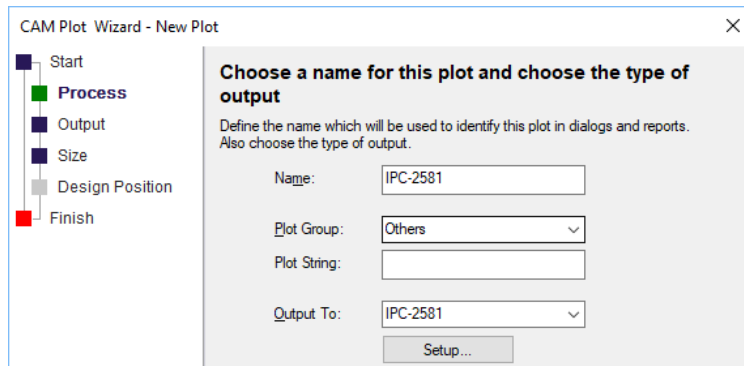 CAM Plot Wizard - New Plot
Start
Process
Output
Size
Design Position
Finish
Choose a name for this plot and choose the type of
output
Define the name which will be used to identify this plot in dialogs and reports.
Also choose the type of output.
Name: IPC-2581
Plot Group: Others
Plot String:
Output To: IPC-2581
Setup...